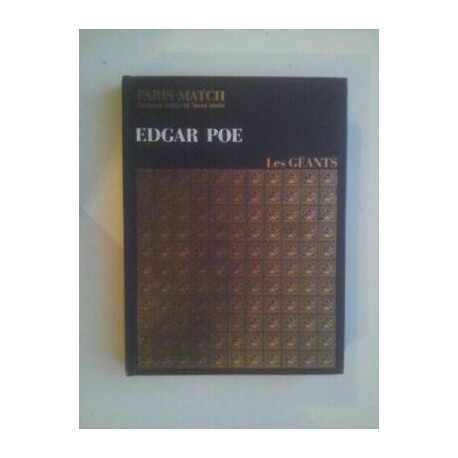 PARIS-MATCH
EDGAR POE
Les GÉANTS